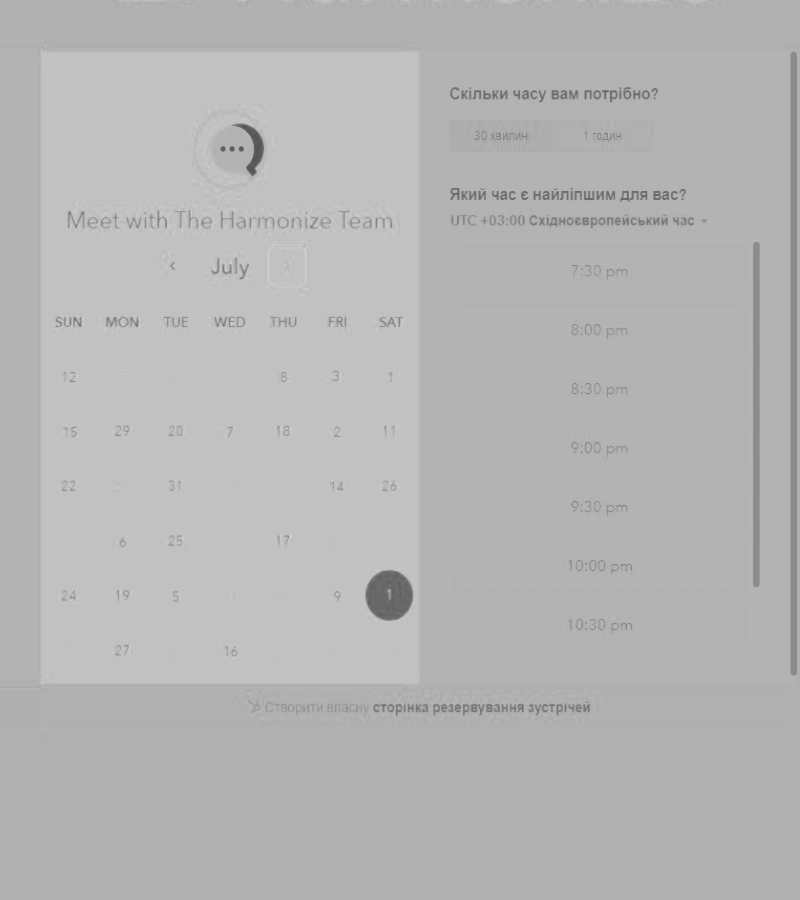 Meet with The Harmonize Team
July
SUN MON TUE WED THU FRI SAT
12 8 3 1
15 29 20 7 18 2 11
22 31 14 26
6 25 17
24 19 5 9 1
27 16
Скільки часу вам потрібно?
30 хвилин 1 годин
Який час є найліпшим для вас?
UTC +03:00 Східноєвропейський час
7:30 pm
8:00 pm
8:30 pm
9:00 pm
9:30 pm
10:00 pm
10:30 pm
Створити власну сторінка резервування зустрічей